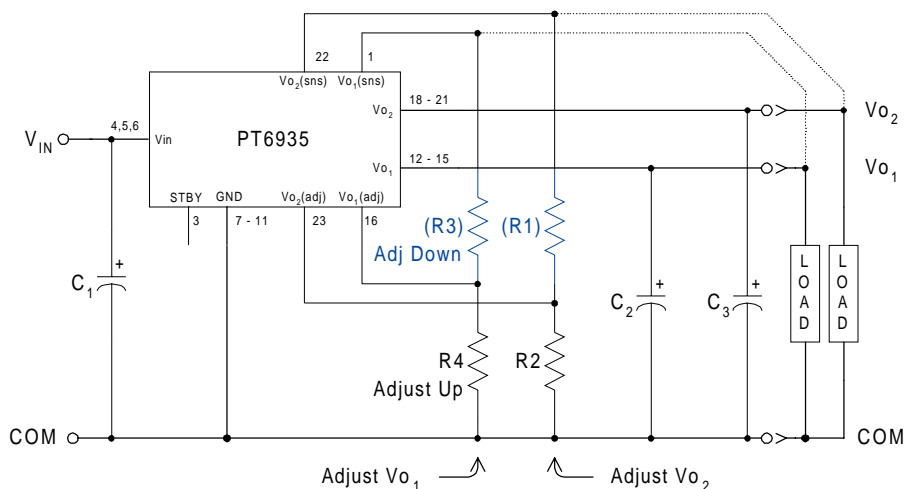 22
1
Vo2(sns)
Vo1(sns)
18 - 21
Vo2
Vo2
4,5,6
VIN
Vin
PT6935
12 - 15
Vo1
Vo1
STBY
GND
Vo2(adj)
Vo1(adj)
3
7 - 11
23
16
(R3)
(R1)
Adj Down
+
C1
+
C2
+
C3
LOAD
LOAD
R4
R2
Adjust Up
COM
COM
Adjust Vo1
Adjust Vo2